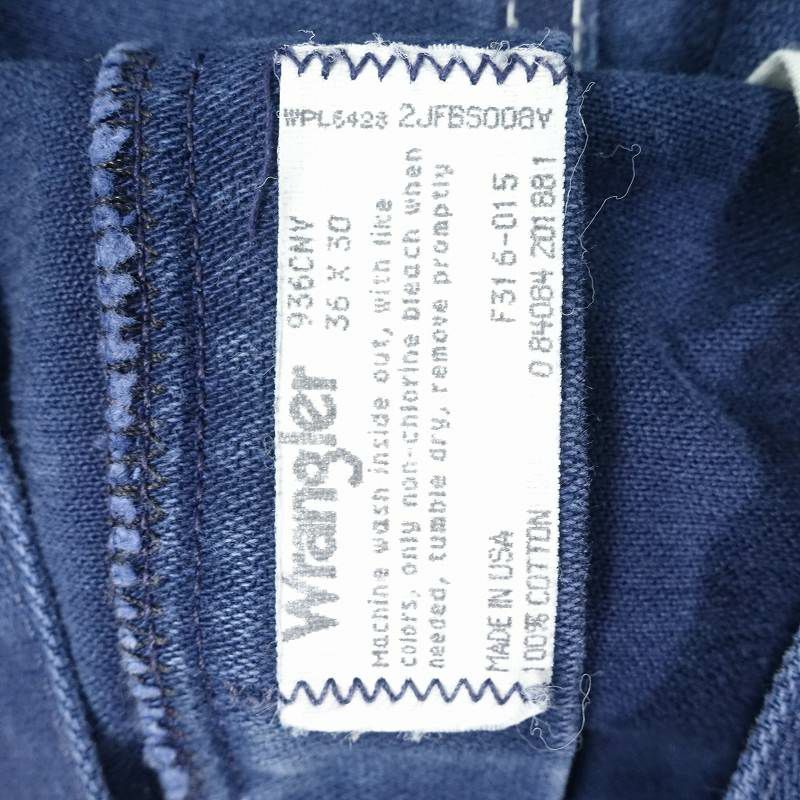 WPL6428 2JFBS008Y
Wrangler
936CNY
36 X 30
Machine wash inside out, with like
colors, only non-chlorine bleach when
needed, tumble dry, remove promptly
MADE IN USA F316-015
100% COTTON 0 84084 201881